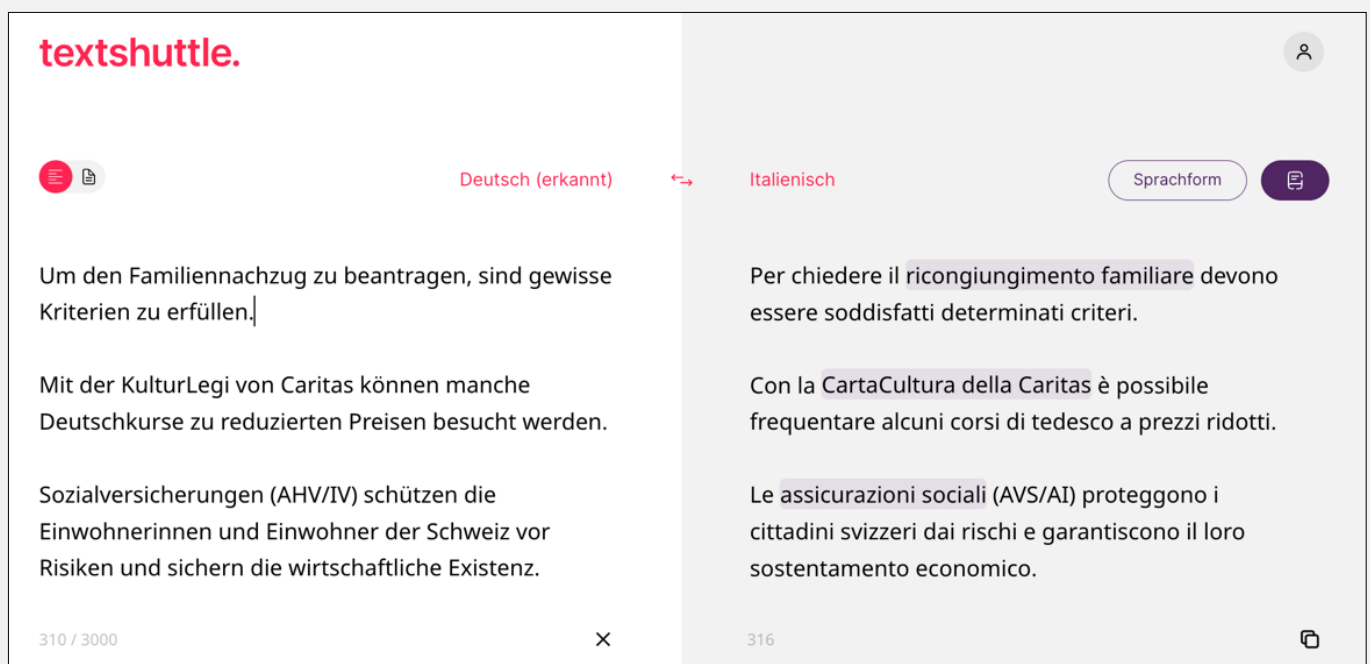 textshuttle.
Deutsch (erkannt)
Italienisch
Sprachform
Um den Familiennachzug zu beantragen, sind gewisse
Kriterien zu erfüllen.
Mit der KulturLegi von Caritas können manche
Deutschkurse zu reduzierten Preisen besucht werden.
Sozialversicherungen (AHV/IV) schützen die
Einwohnerinnen und Einwohner der Schweiz vor
Risiken und sichern die wirtschaftliche Existenz.
310 / 3000
Per chiedere il ricongiungimento familiare devono
essere soddisfatti determinati criteri.
Con la CartaCultura della Caritas è possibile
frequentare alcuni corsi di tedesco a prezzi ridotti.
Le assicurazioni sociali (AVS/AI) proteggono i
cittadini svizzeri dai rischi e garantiscono il loro
sostentamento economico.
316